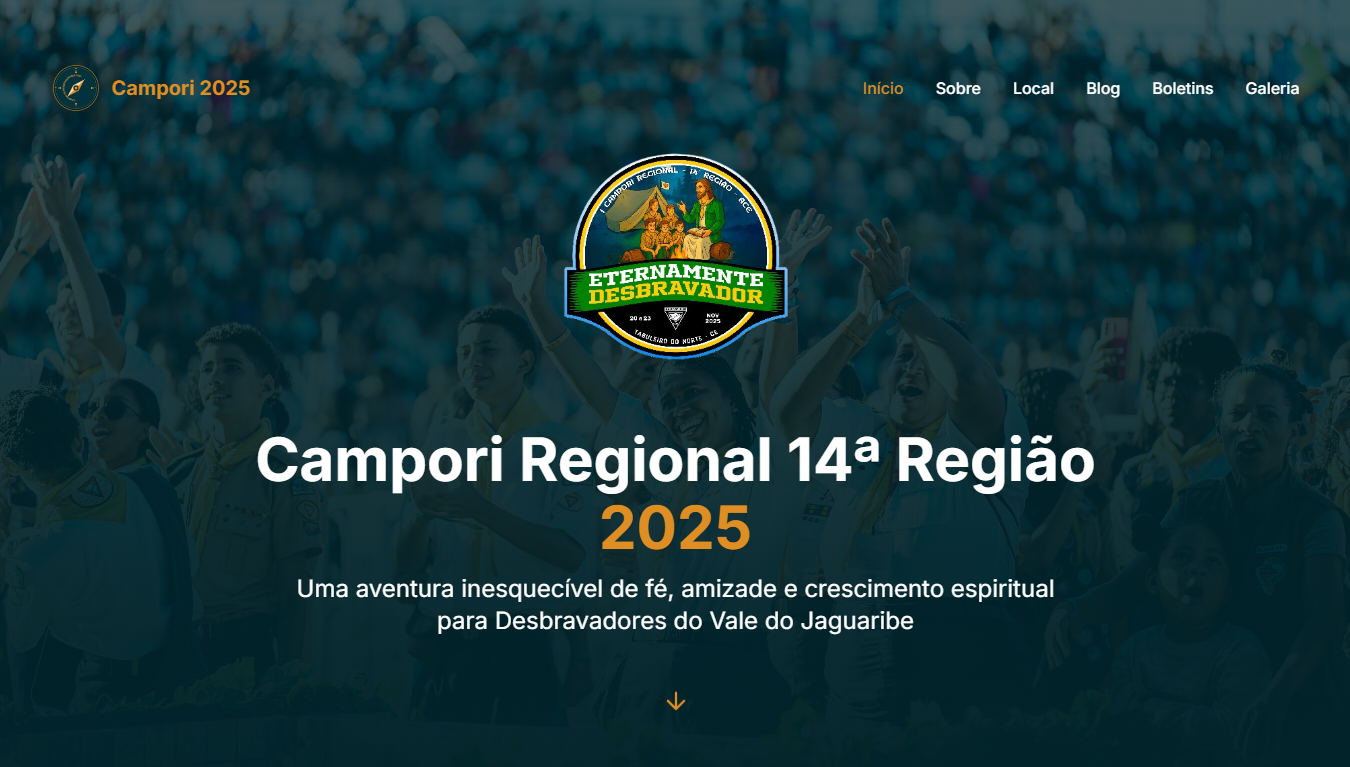 Campori 2025
Início
Sobre
Local
Blog
Boletins
Galeria
I CAMPORI REGIONAL - 14ª REGIÃO ACE
ETERNAMENTE
DESBRAVADOR
20 a 23
NOV
2025
TABULEIRO DO NORTE - CE
Campori Regional 14ª Região
2025
Uma aventura inesquecível de fé, amizade e crescimento espiritual
para Desbravadores do Vale do Jaguaribe